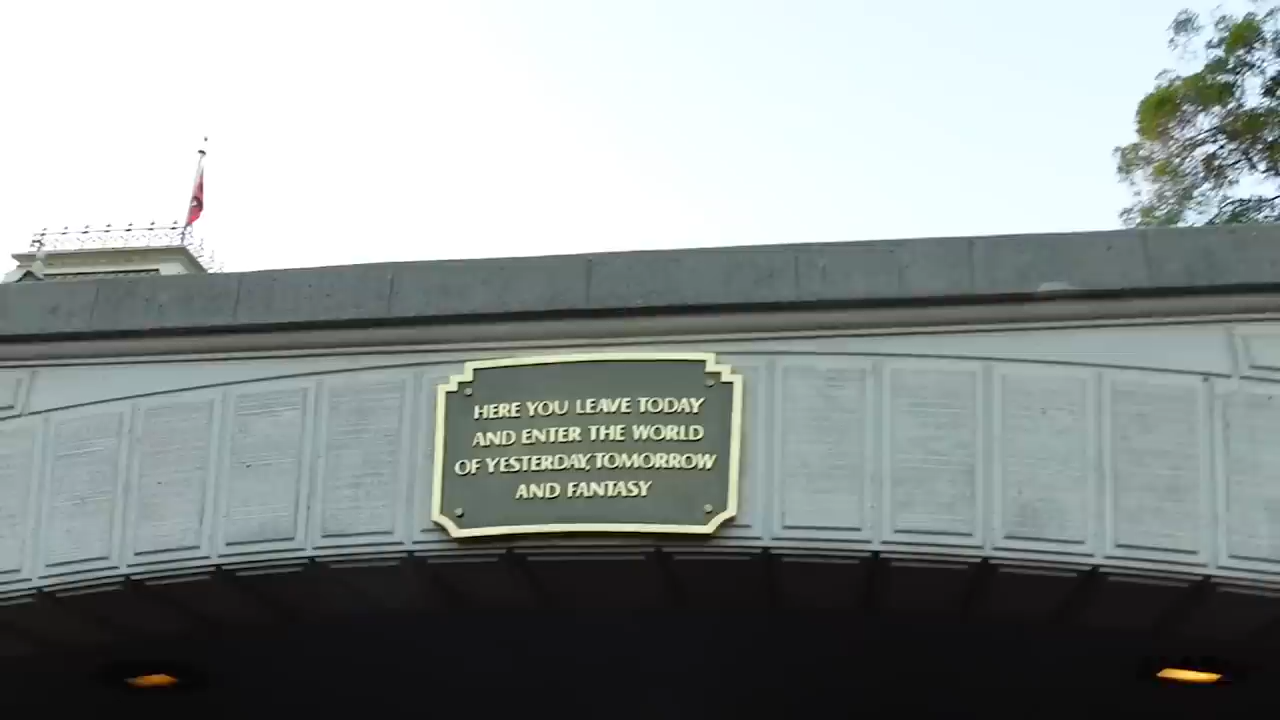 HERE YOU LEAVE TODAY
AND ENTER THE WORLD
OF YESTERDAY, TOMORROW
AND FANTASY